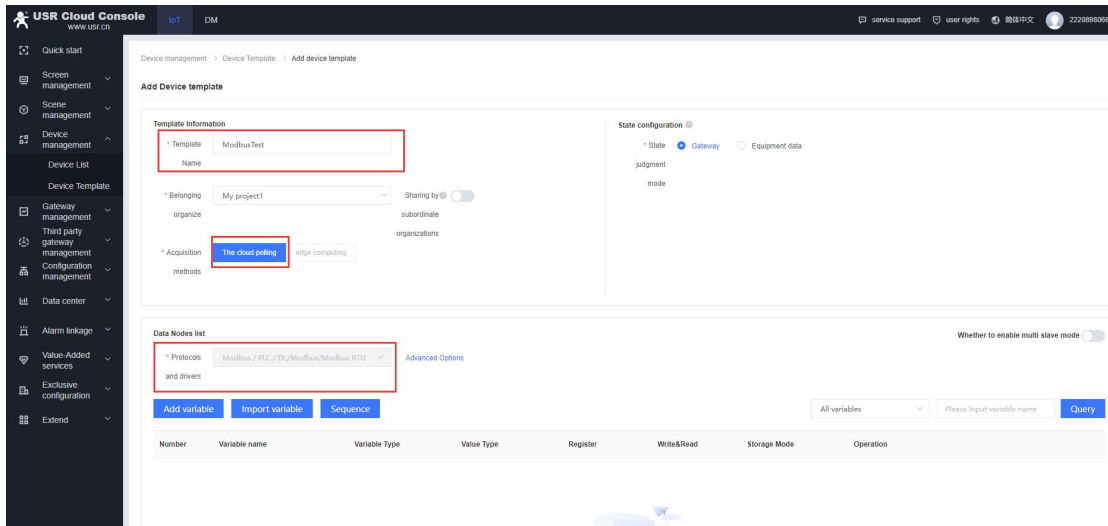 USR Cloud Console
www.usr.cn
IoT
DM
service support
user rights
简体中文
2220898066
Quick start
Screen
management
Scene
management
Device
management
Device List
Device Template
Gateway
management
Third party
gateway
management
Configuration
management
Data center
Alarm linkage
Value-Added
services
Exclusive
configuration
Extend
Device management > Device Template > Add device template
Add Device template
Template Information
* Template
Name
ModbusTest
* Belonging
organize
My project1
Sharing by
subordinate
organizations
* Acquisition
methods
The cloud polling
edge computing
State configuration
* State
judgment
mode
Gateway
Equipment data
Data Nodes list
Whether to enable multi slave mode
* Protocols
and drivers
Modbus / PLC / DL/Modbus/Modbus RTU
Advanced Options
Add variable
Import variable
Sequence
All variables
Please Input variable name
Query
Number
Variable name
Variable Type
Value Type
Register
Write&Read
Storage Mode
Operation